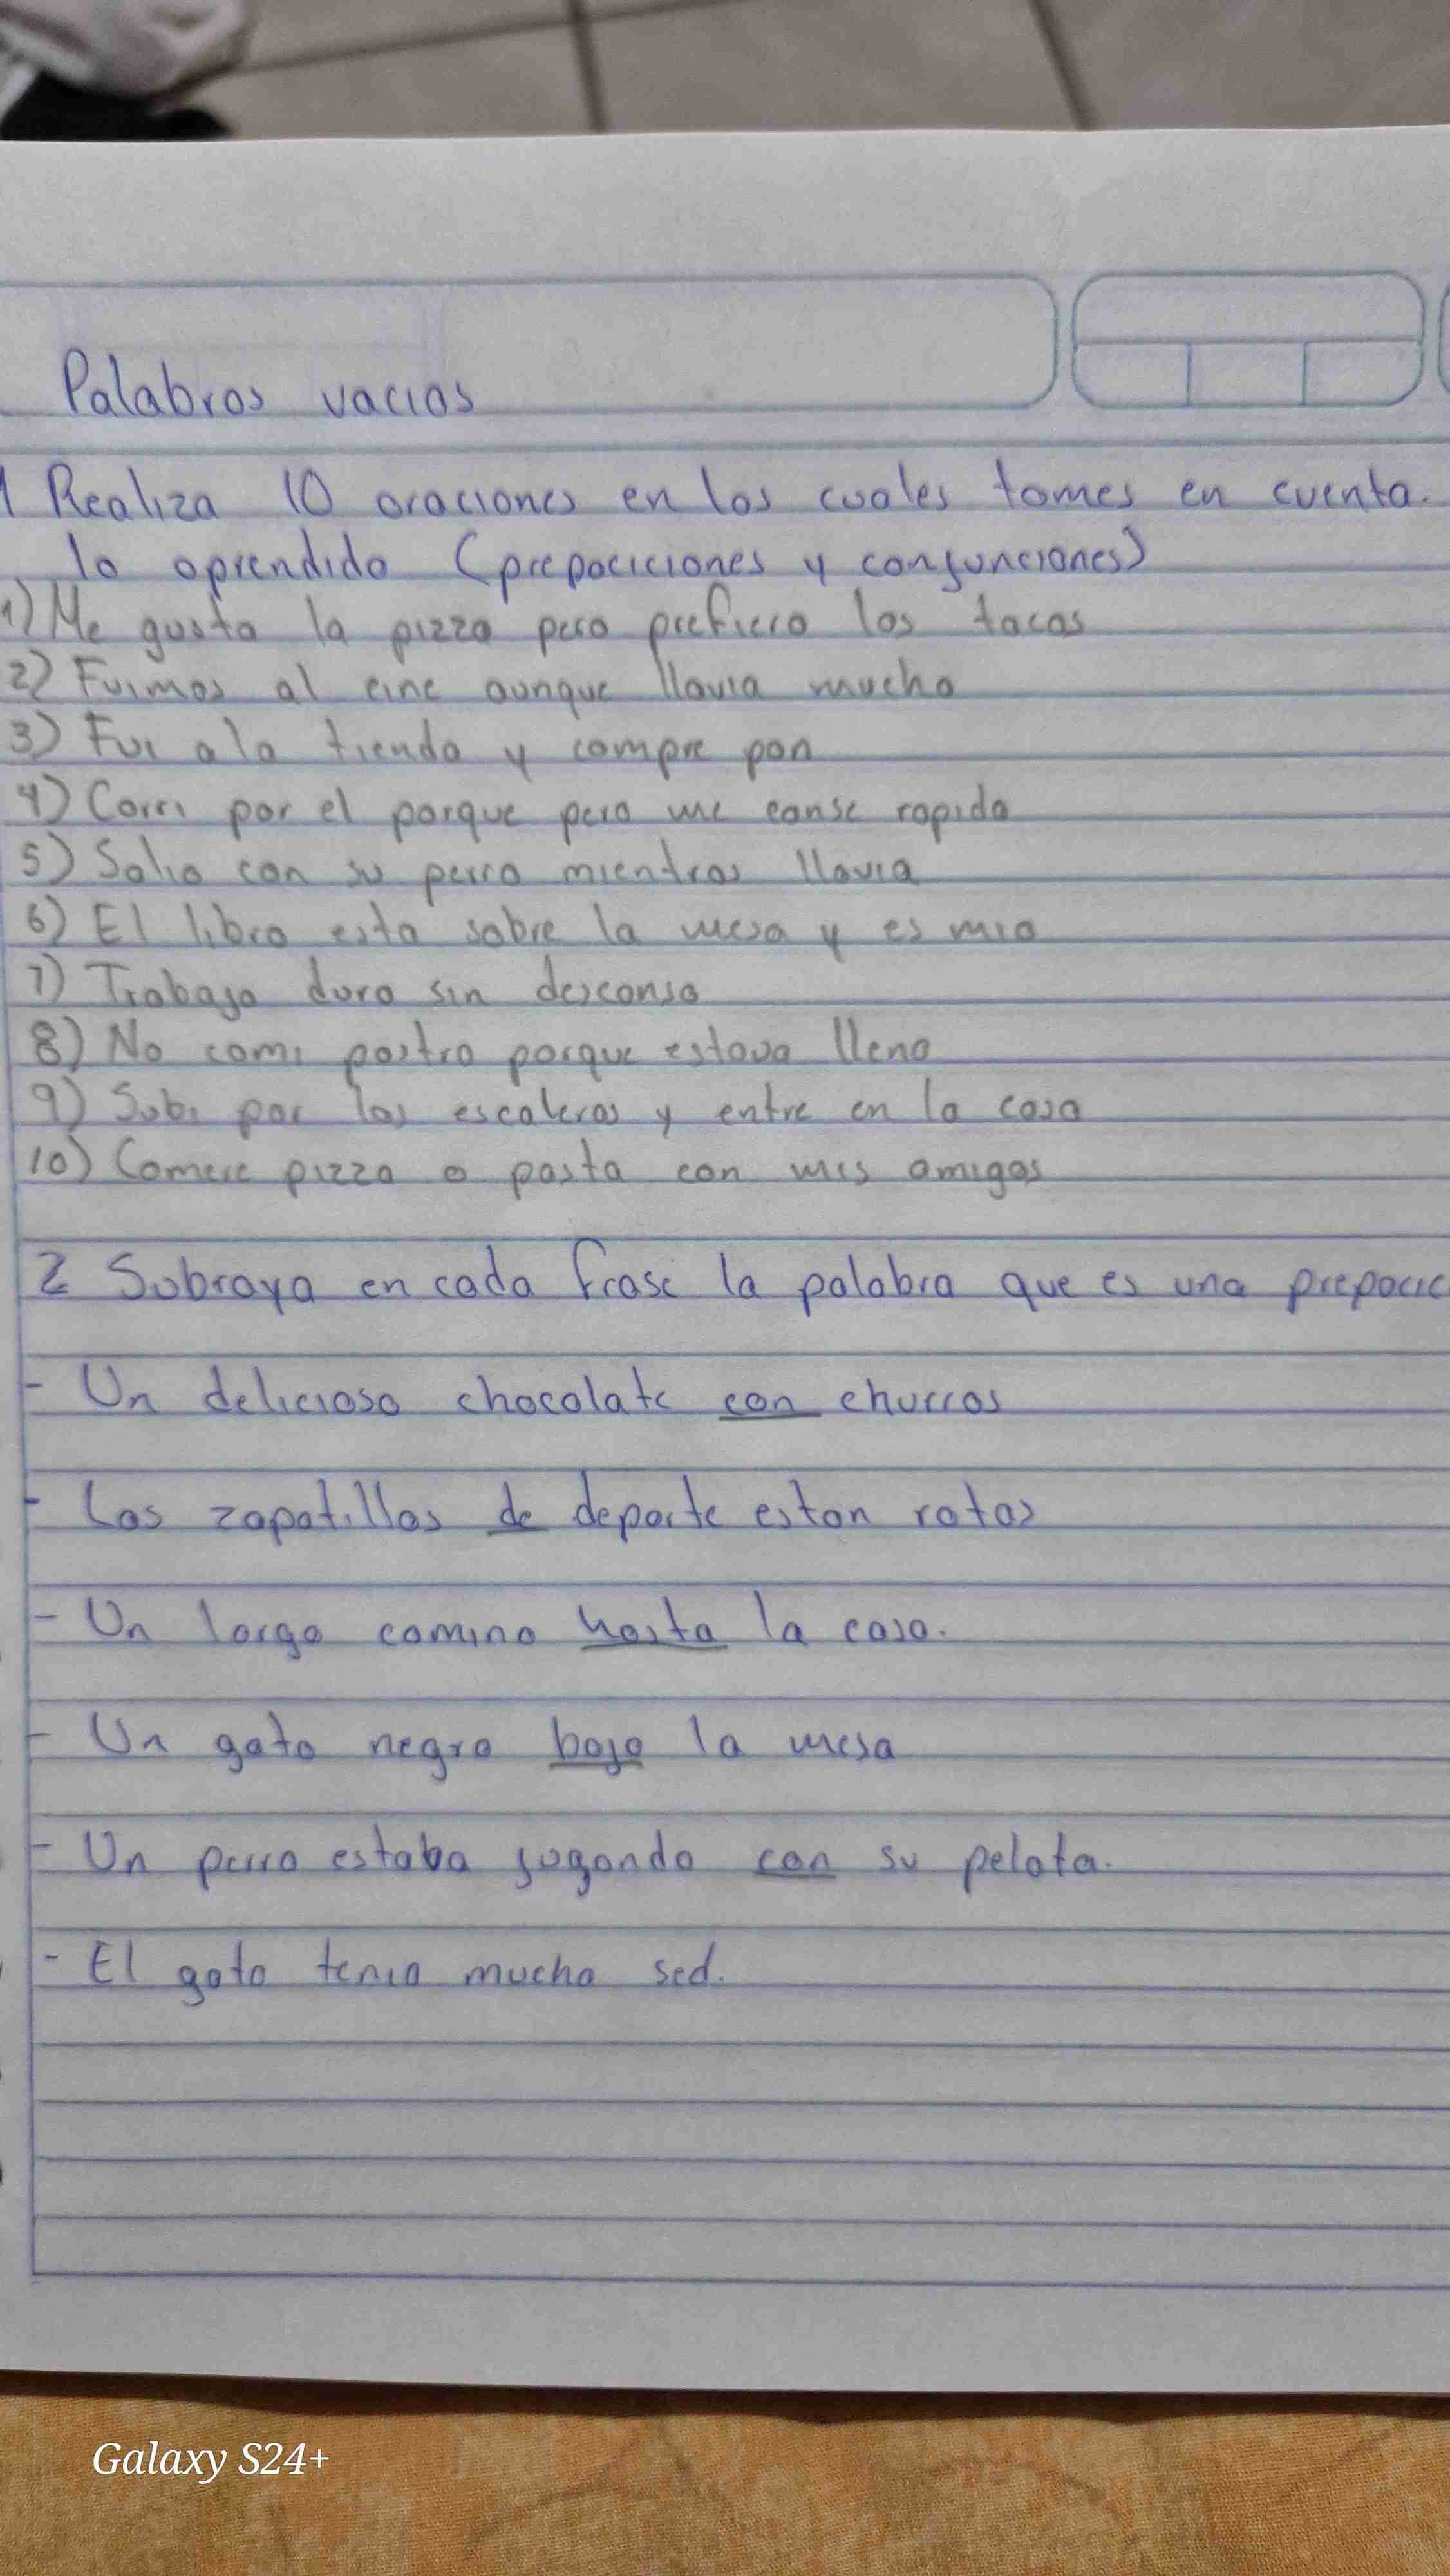 Palabras vacias
1 Realiza 10 oraciones en las cuales tomes en cuenta.
lo aprendido (prepociciones y conjunciones)
1) Me gusta la pizza pero prefiero los tacos
2) Fuimos al cine aunque llovia mucho
3) Fui a la tienda y compre pan
4) Corri por el parque pero me canse rapido
5) Salio con su perro mientras llovia
6) El libro esta sobre la mesa y es mio
7) Trabajo duro sin descanso
8) No comi postre porque estava lleno
9) Subi por las escaleras y entre en la casa
10) Comere pizza o pasta con mis amigos
2 Subraya en cada frase la palabra que es una prepocic
- Un delicioso chocolate con churros
- Las zapatillas de deporte estan rotas
- Un largo camino hasta la casa.
- Un gato negro bajo la mesa
- Un perro estaba jugando con su pelota.
- El gato tenia mucha sed.
Galaxy S24+